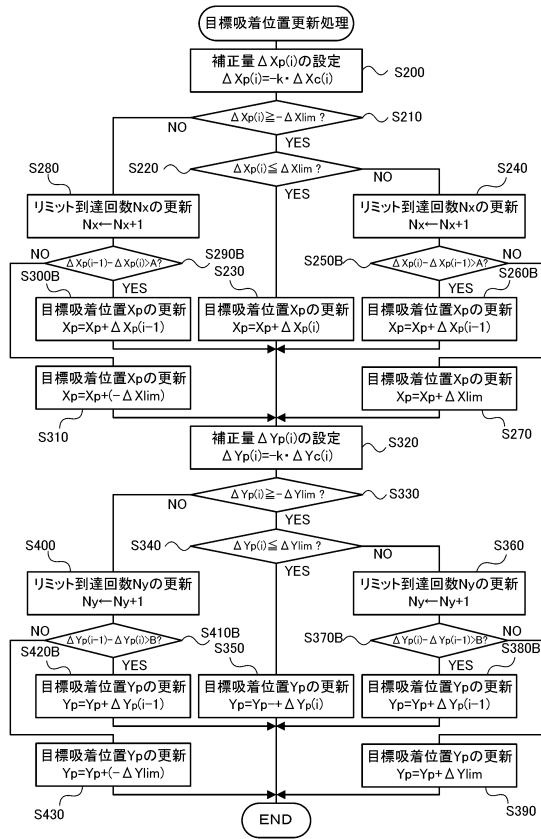 目標吸着位置更新処理
補正量ΔXp(i)の設定
ΔXp(i)=-k・ΔXc(i)
S200
ΔXp(i)≧-ΔXlim ?
S210
NO
YES
S280
S220
ΔXp(i)≦ΔXlim ?
NO
S240
YES
リミット到達回数Nxの更新
Nx←Nx+1
リミット到達回数Nxの更新
Nx←Nx+1
NO
ΔXp(i-1)-ΔXp(i)>A?
S290B
S230
S250B
ΔXp(i)-ΔXp(i-1)>A?
NO
S300B
YES
YES
S260B
目標吸着位置Xpの更新
Xp=Xp+ΔXp(i-1)
目標吸着位置Xpの更新
Xp=Xp+ΔXp(i)
目標吸着位置Xpの更新
Xp=Xp+ΔXp(i-1)
目標吸着位置Xpの更新
Xp=Xp+(-ΔXlim)
目標吸着位置Xpの更新
Xp=Xp+ΔXlim
S310
S270
補正量ΔYp(i)の設定
ΔYp(i)=-k・ΔYc(i)
S320
ΔYp(i)≧-ΔYlim ?
S330
NO
YES
S400
S340
ΔYp(i)≦ΔYlim ?
NO
S360
YES
リミット到達回数Nyの更新
Ny←Ny+1
リミット到達回数Nyの更新
Ny←Ny+1
NO
ΔYp(i-1)-ΔYp(i)>B?
S410B
S350
S370B
ΔYp(i)-ΔYp(i-1)>B?
NO
S420B
YES
YES
S380B
目標吸着位置Ypの更新
Yp=Yp+ΔYp(i-1)
目標吸着位置Ypの更新
Yp=Yp-+ΔYp(i)
目標吸着位置Ypの更新
Yp=Yp+ΔYp(i-1)
目標吸着位置Ypの更新
Yp=Yp+(-ΔYlim)
目標吸着位置Ypの更新
Yp=Yp+ΔYlim
S430
S390
END